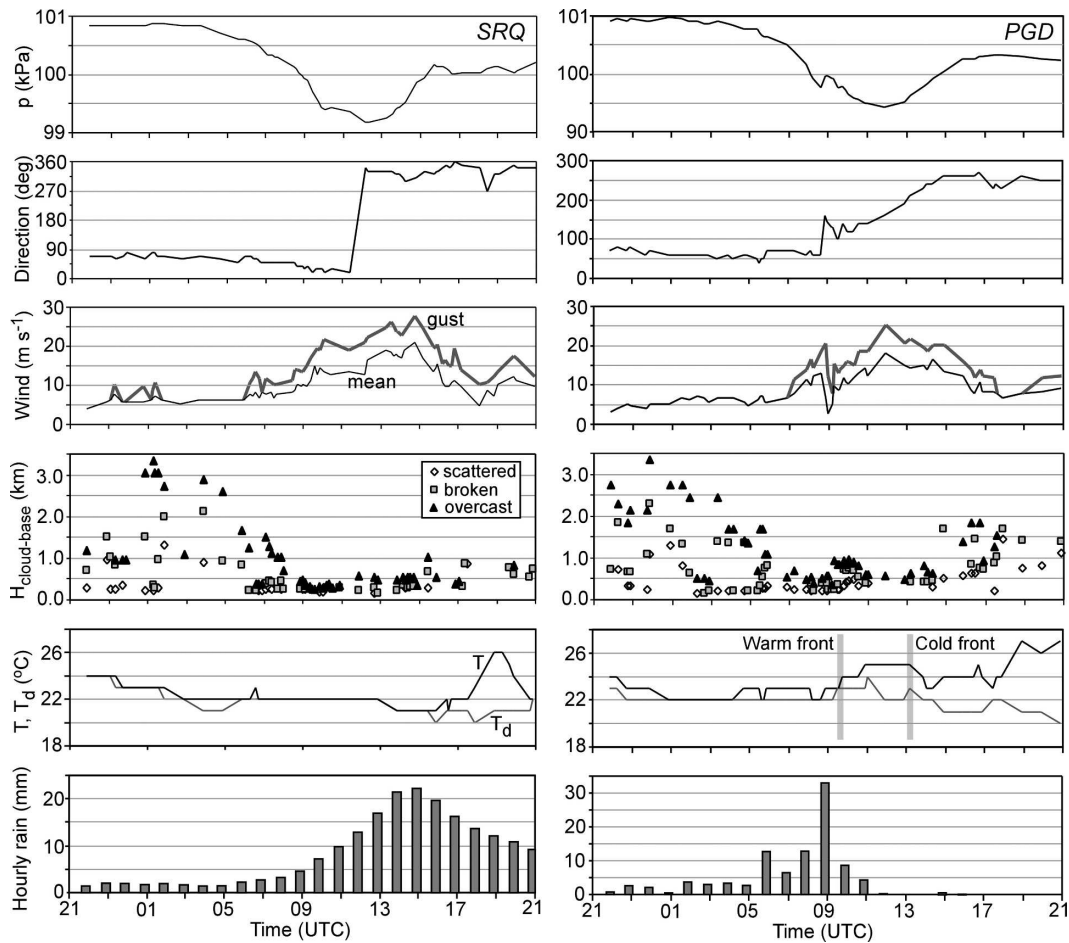 SRQ
p (kPa)
101
100
99
Direction (deg)
360
270
180
90
0
Wind (m s-1)
30
20
10
0
gust
mean
Hcloud-base (km)
3.0
2.0
1.0
0.0
scattered
broken
overcast
T, Td (ºC)
26
22
18
T
Td
Hourly rain (mm)
20
10
0
21 01 05 09 13 17 21
Time (UTC)
PGD
101
100
90
300
200
100
0
30
20
10
0
3.0
2.0
1.0
0.0
Warm front
Cold front
26
22
18
30
20
10
0
21 01 05 09 13 17 21
Time (UTC)